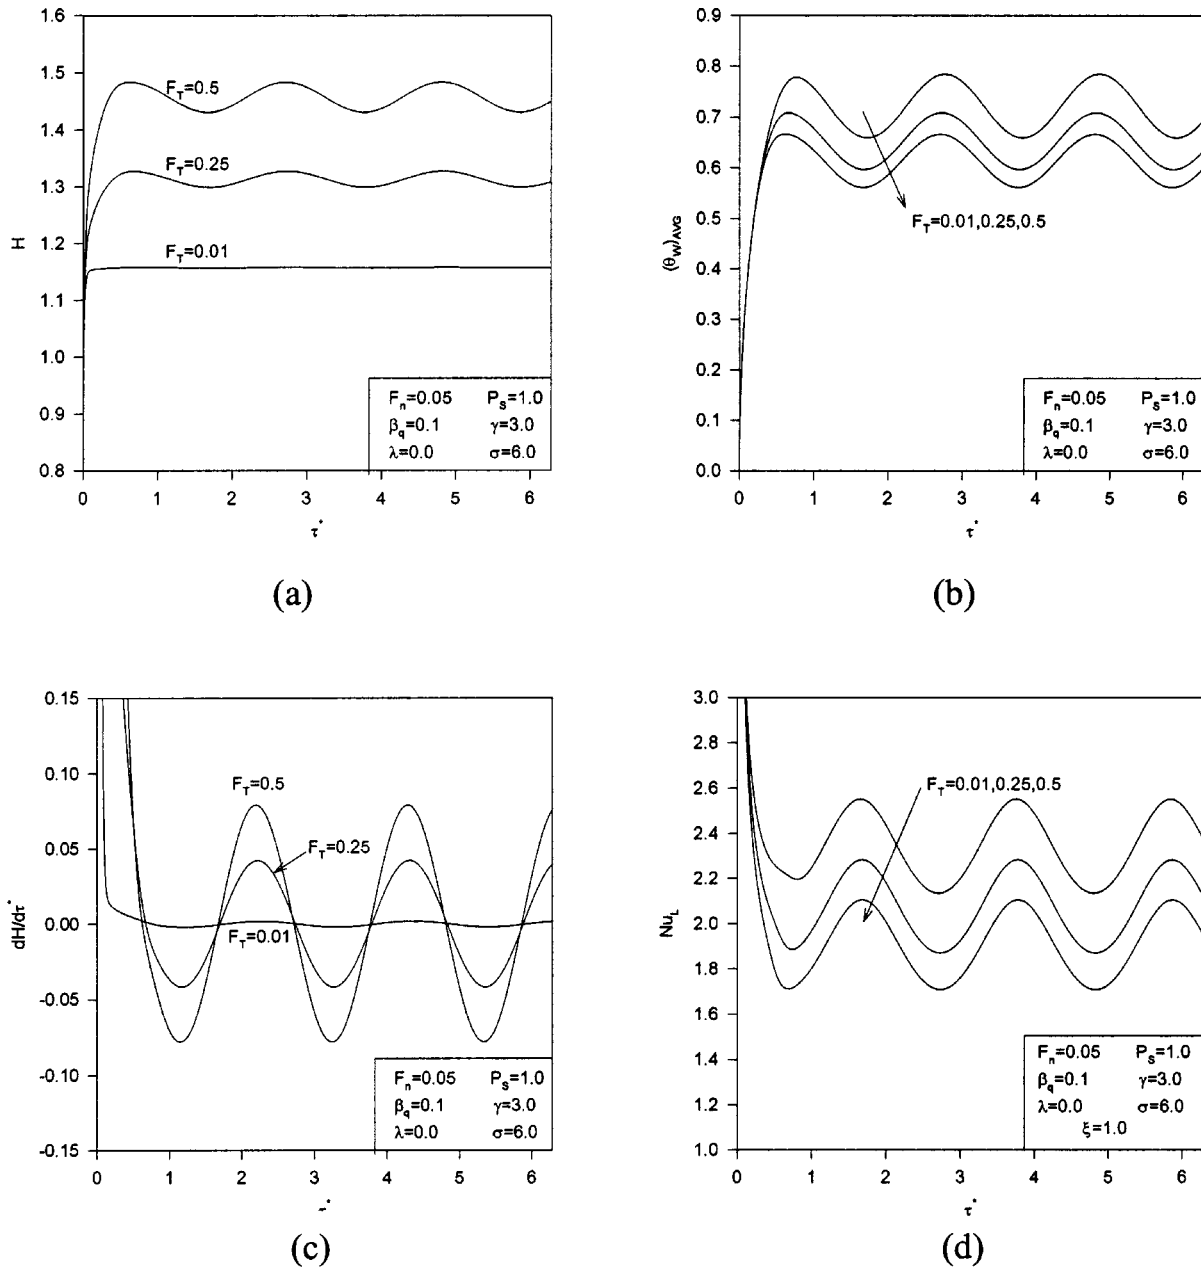 1.6
1.5
1.4
1.3
1.2
1.1
1.0
0.9
0.8
H
F_T=0.5
F_T=0.25
F_T=0.01
F_n=0.05 P_S=1.0
β_q=0.1 γ=3.0
λ=0.0 σ=6.0
0 1 2 3 4 5 6
τ*
(a)
0.9
0.8
0.7
0.6
0.5
0.4
0.3
0.2
0.1
0.0
(θ_W)_AVG
F_T=0.01,0.25,0.5
F_n=0.05 P_S=1.0
β_q=0.1 γ=3.0
λ=0.0 σ=6.0
0 1 2 3 4 5 6
τ*
(b)
0.15
0.10
0.05
0.00
-0.05
-0.10
-0.15
dH/dτ*
F_T=0.5
F_T=0.25
F_T=0.01
F_n=0.05 P_S=1.0
β_q=0.1 γ=3.0
λ=0.0 σ=6.0
0 1 2 3 4 5 6
(c)
3.0
2.8
2.6
2.4
2.2
2.0
1.8
1.6
1.4
1.2
1.0
Nu_L
F_T=0.01,0.25,0.5
F_n=0.05 P_S=1.0
β_q=0.1 γ=3.0
λ=0.0 σ=6.0
ξ=1.0
0 1 2 3 4 5 6
τ*
(d)